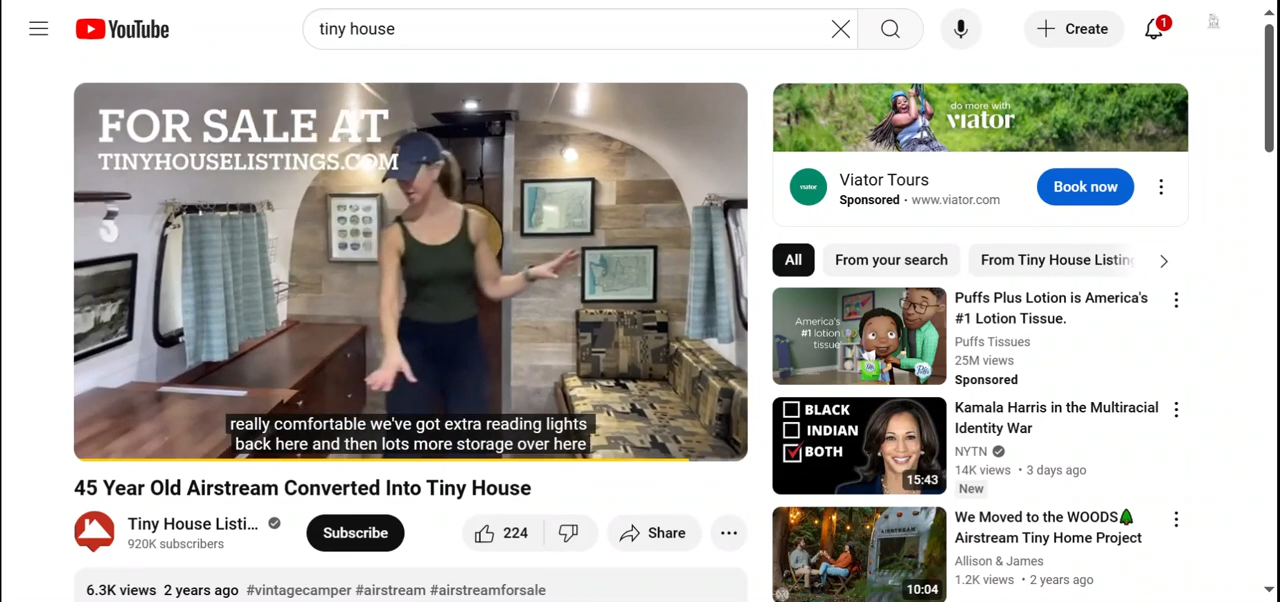 YouTube
tiny house
Create
1
FOR SALE AT
TINYHOUSELISTINGS.COM
really comfortable we've got extra reading lights
back here and then lots more storage over here
45 Year Old Airstream Converted Into Tiny House
Tiny House Listi...
920K subscribers
Subscribe
224
Share
6.3K views 2 years ago #vintagecamper #airstream #airstreamforsale
do more with
viator
viator
Viator Tours
Sponsored · www.viator.com
Book now
All
From your search
From Tiny House Listing
America's
#1 lotion
tissue
Puffs
Puffs Plus Lotion is America's
#1 Lotion Tissue.
Puffs Tissues
25M views
Sponsored
BLACK
INDIAN
BOTH
15:43
Kamala Harris in the Multiracial
Identity War
NYTN
14K views • 3 days ago
New
AIRSTREAM
10:04
We Moved to the WOODS🌲
Airstream Tiny Home Project
Allison & James
1.2K views • 2 years ago